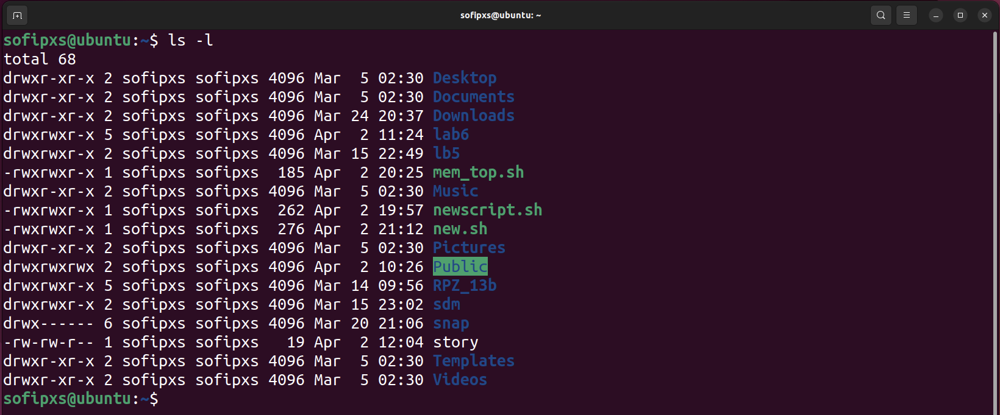 sofipxs@ubuntu: ~
sofipxs@ubuntu:~$ ls -l
total 68
drwxr-xr-x 2 sofipxs sofipxs 4096 Mar  5 02:30 Desktop
drwxr-xr-x 2 sofipxs sofipxs 4096 Mar  5 02:30 Documents
drwxr-xr-x 2 sofipxs sofipxs 4096 Mar 24 20:37 Downloads
drwxrwxr-x 5 sofipxs sofipxs 4096 Apr  2 11:24 lab6
drwxrwxr-x 2 sofipxs sofipxs 4096 Mar 15 22:49 lb5
-rwxrwxr-x 1 sofipxs sofipxs  185 Apr  2 20:25 mem_top.sh
drwxr-xr-x 2 sofipxs sofipxs 4096 Mar  5 02:30 Music
-rwxrwxr-x 1 sofipxs sofipxs  262 Apr  2 19:57 newscript.sh
-rwxrwxr-x 1 sofipxs sofipxs  276 Apr  2 21:12 new.sh
drwxr-xr-x 2 sofipxs sofipxs 4096 Mar  5 02:30 Pictures
drwxrwxrwx 2 sofipxs sofipxs 4096 Apr  2 10:26 Public
drwxrwxr-x 5 sofipxs sofipxs 4096 Mar 14 09:56 RPZ_13b
drwxrwxr-x 2 sofipxs sofipxs 4096 Mar 15 23:02 sdm
drwx------ 6 sofipxs sofipxs 4096 Mar 20 21:06 snap
-rw-rw-r-- 1 sofipxs sofipxs   19 Apr  2 12:04 story
drwxr-xr-x 2 sofipxs sofipxs 4096 Mar  5 02:30 Templates
drwxr-xr-x 2 sofipxs sofipxs 4096 Mar  5 02:30 Videos
sofipxs@ubuntu:~$